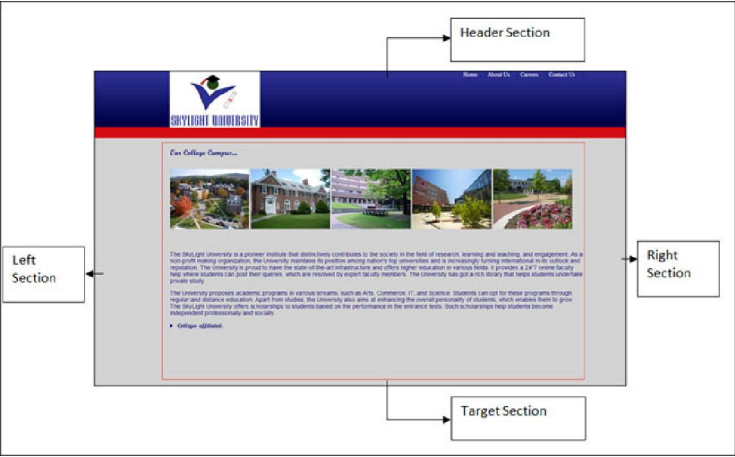 Header Section
Home About Us Careers Contact Us
SKYLIGHT UNIVERSITY
Our College Campus...
Left
Section
Right
Section
The SkyLight University is a pioneer institute that distinctively contributes to the society in the field of research, learning and teaching, and engagement. As a
non-profit making organization, the University maintains its position among nation's top universities and is increasingly turning international in its outlook and
reputation. The University is proud to have the state-of-the-art infrastructure and offers higher education in various fields. It provides a 24*7 online faculty
help where students can post their queries, which are resolved by expert faculty members. The University has got a rich library that helps students undertake
private study.
The University proposes academic programs in various streams, such as Arts, Commerce, IT, and Science. Students can opt for these programs through
regular and distance education. Apart from studies, the University also aims at enhancing the overall personality of students, which enables them to grow.
The SkyLight University offers scholarships to students based on the performance in the entrance tests. Such scholarships help students become
independent professionally and socially.
Colleges affiliated:
Target Section